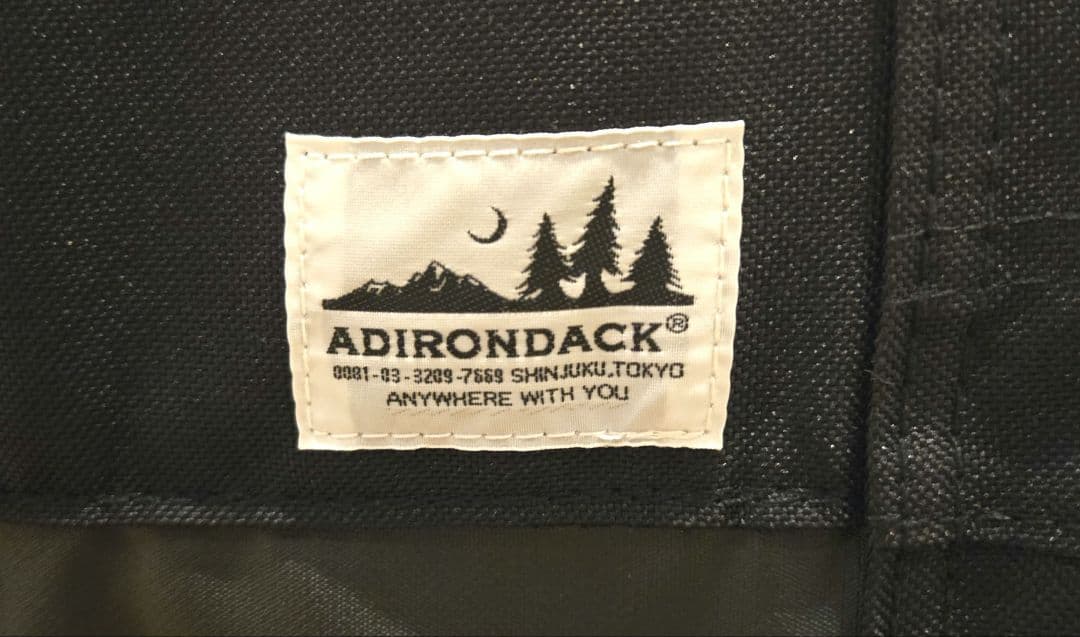 ADIRONDACK®
0081-03-3209-7669 SHINJUKU.TOKYO
ANYWHERE WITH YOU